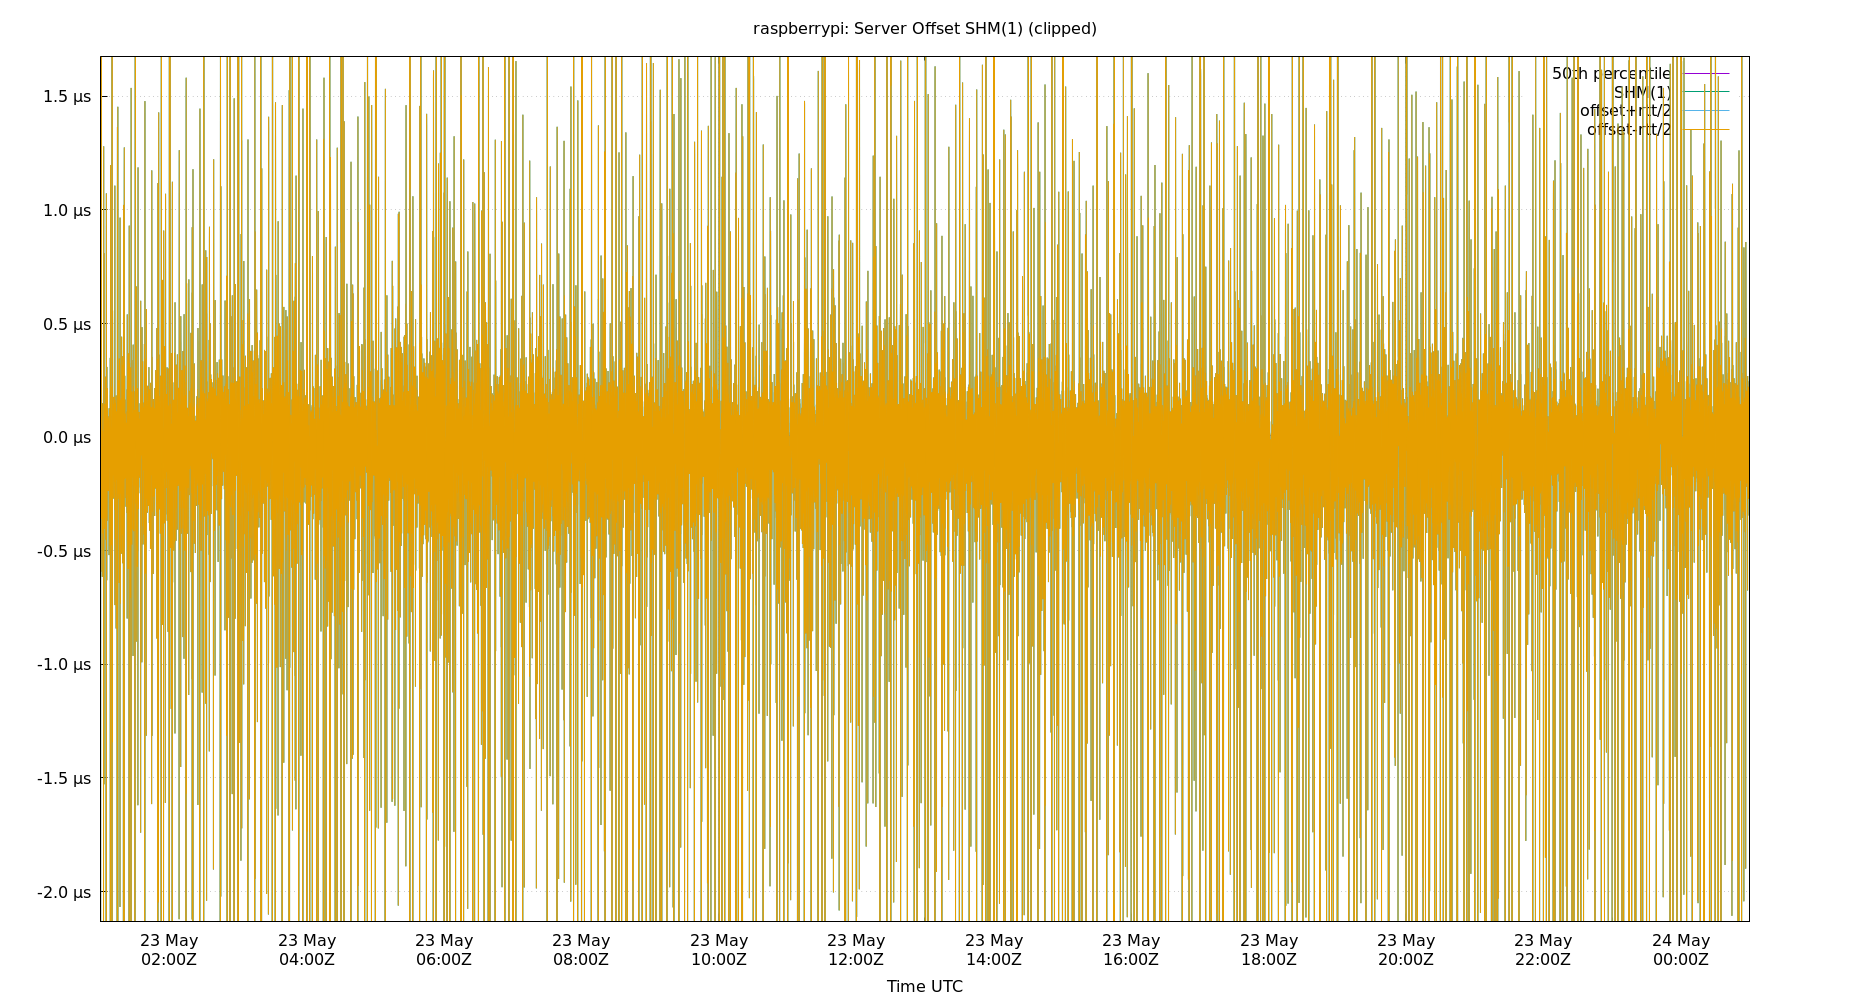 raspberrypi: Server Offset SHM(1) (clipped)
50th percentile
SHM(1)
offset+rtt/2
offset-rtt/2
1.5 µs
1.0 µs
0.5 µs
0.0 µs
-0.5 µs
-1.0 µs
-1.5 µs
-2.0 µs
23 May 23 May 23 May 23 May 23 May 23 May 23 May 23 May 23 May 23 May 23 May 24 May
02:00Z 04:00Z 06:00Z 08:00Z 10:00Z 12:00Z 14:00Z 16:00Z 18:00Z 20:00Z 22:00Z 00:00Z
Time UTC